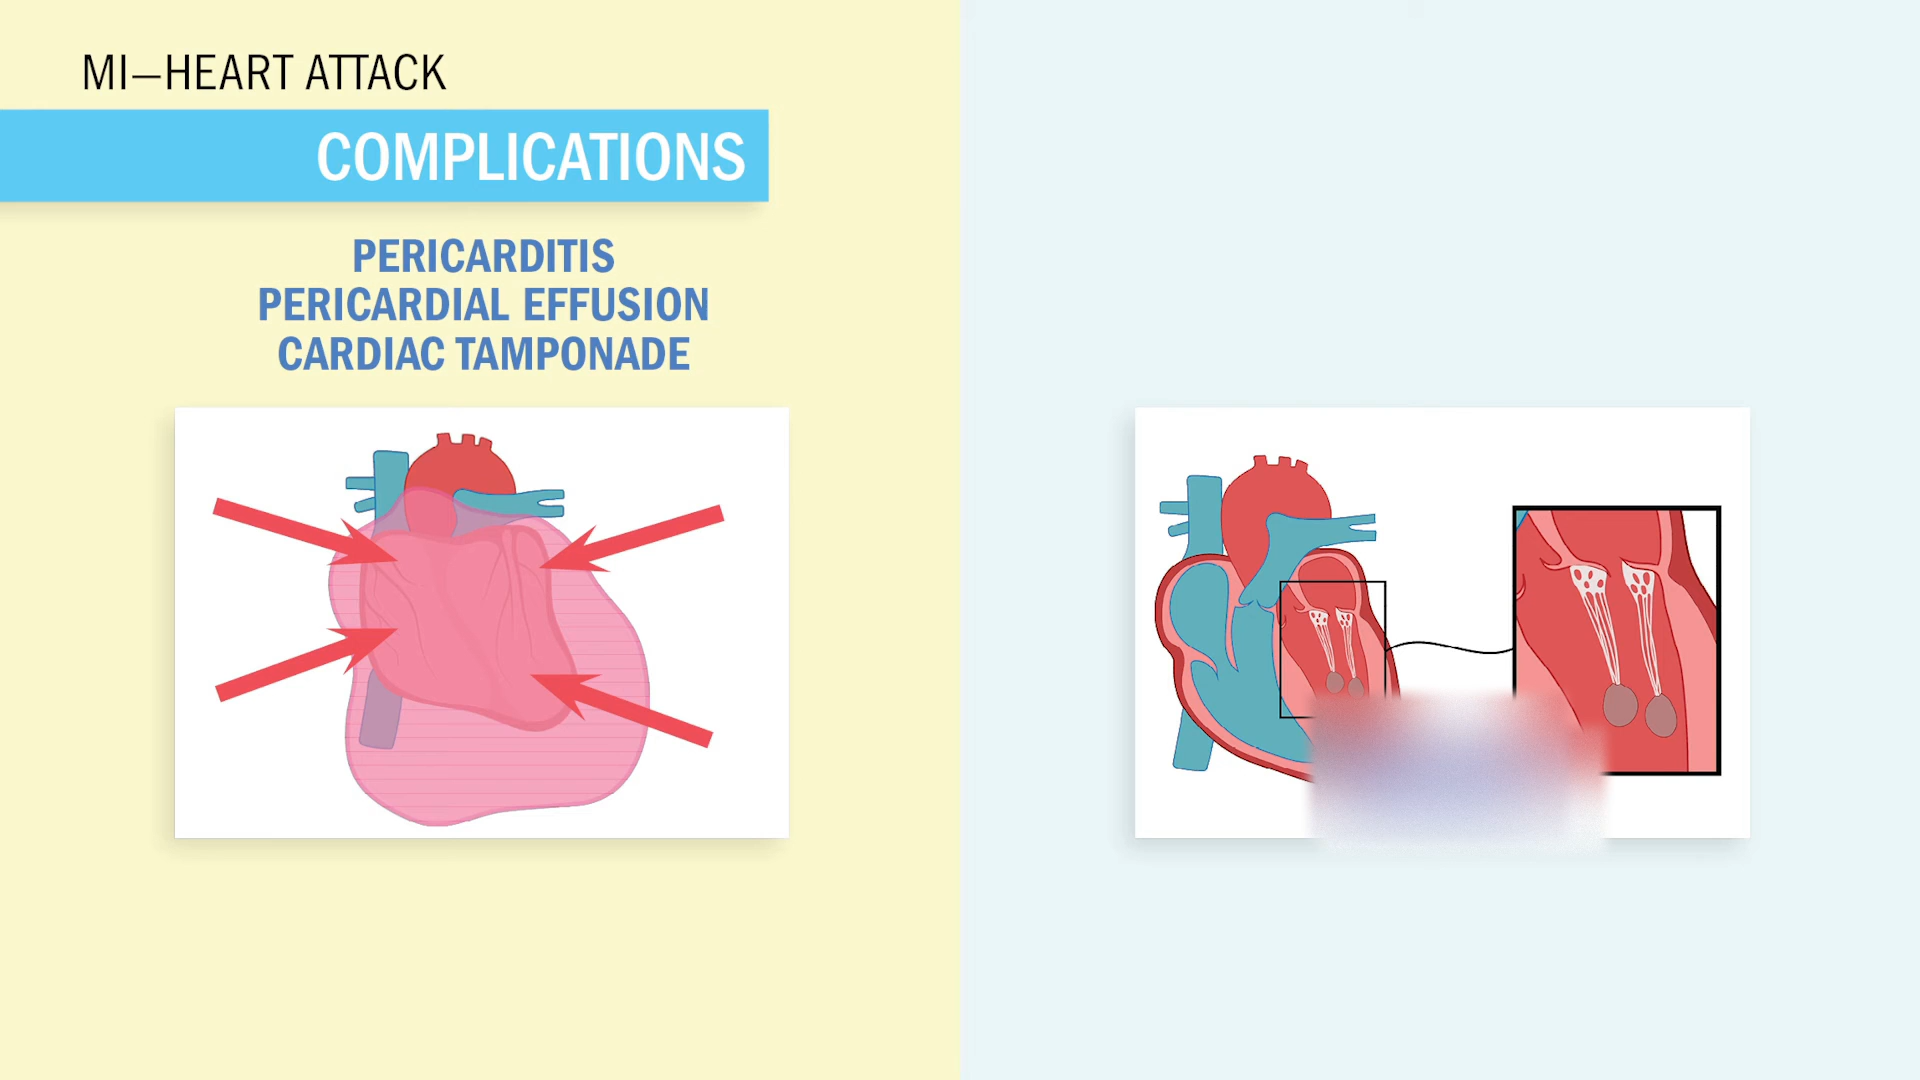 MI—HEART ATTACK
COMPLICATIONS
PERICARDITIS
PERICARDIAL EFFUSION
CARDIAC TAMPONADE